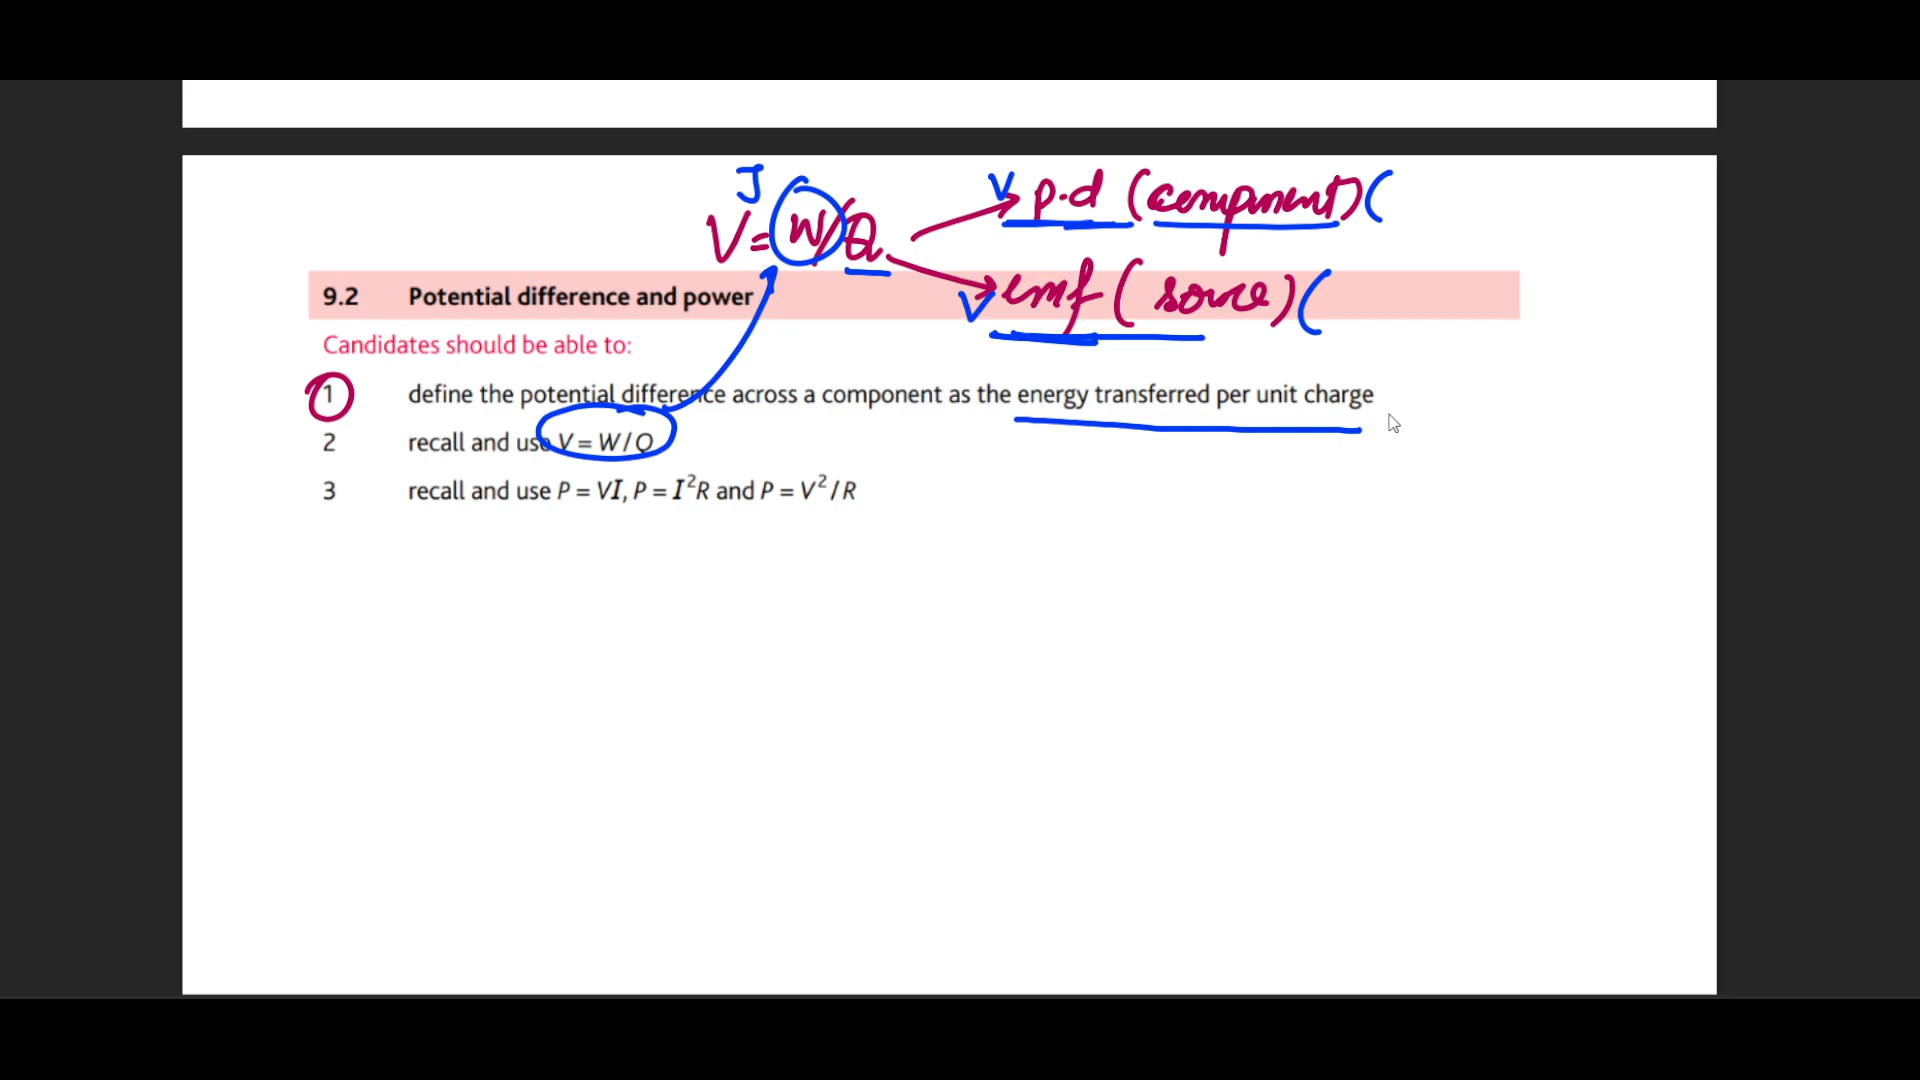 J
V = W/Q
V p.d (component) (
V emf (source) (
9.2 Potential difference and power
Candidates should be able to:
1 define the potential difference across a component as the energy transferred per unit charge
2 recall and use V = W / Q
3 recall and use P = VI, P = I²R and P = V² / R